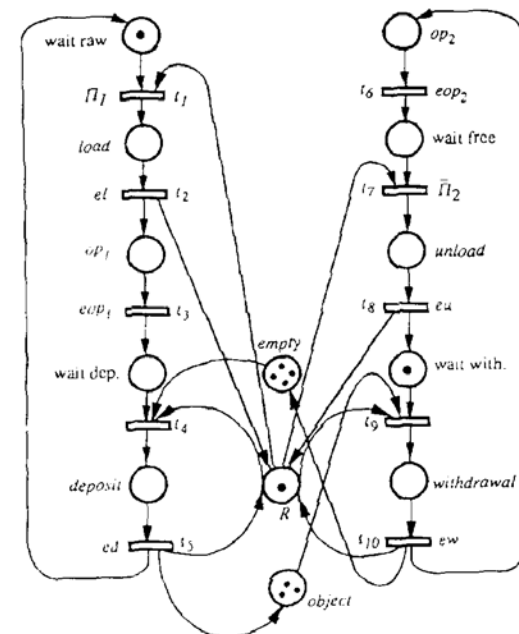 wait raw
Π1 t1
load
el t2
op1
eop1 t3
wait dep.
t4
deposit
ed t5
op2
t6 eop2
wait free
t7 Π̄2
unload
t8 eu
wait with.
t9
withdrawal
t10 ew
empty
R
object